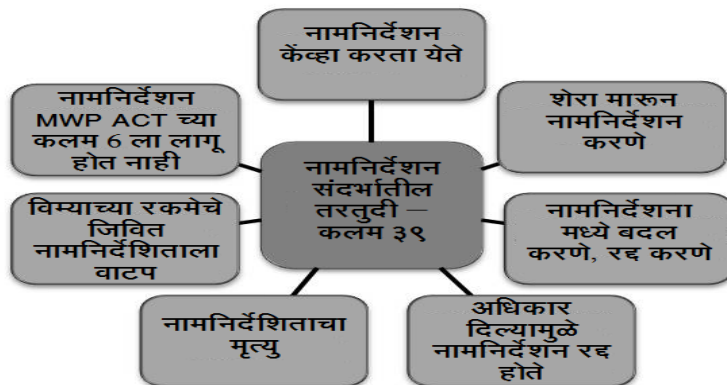 नामनिर्देशन
केंव्हा करता येते
शेरा मारून
नामनिर्देशन
करणे
नामनिर्देशना
मध्ये बदल
करणे, रद्द करणे
अधिकार
दिल्यामुळे
नामनिर्देशन रद्द
होते
नामनिर्देशिताचा
मृत्यु
विम्याच्या रकमेचे
जिवित
नामनिर्देशिताला
वाटप
नामनिर्देशन
MWP ACT च्या
कलम 6 ला लागू
होत नाही
नामनिर्देशन
संदर्भातील
तरतुदी –
कलम ३९